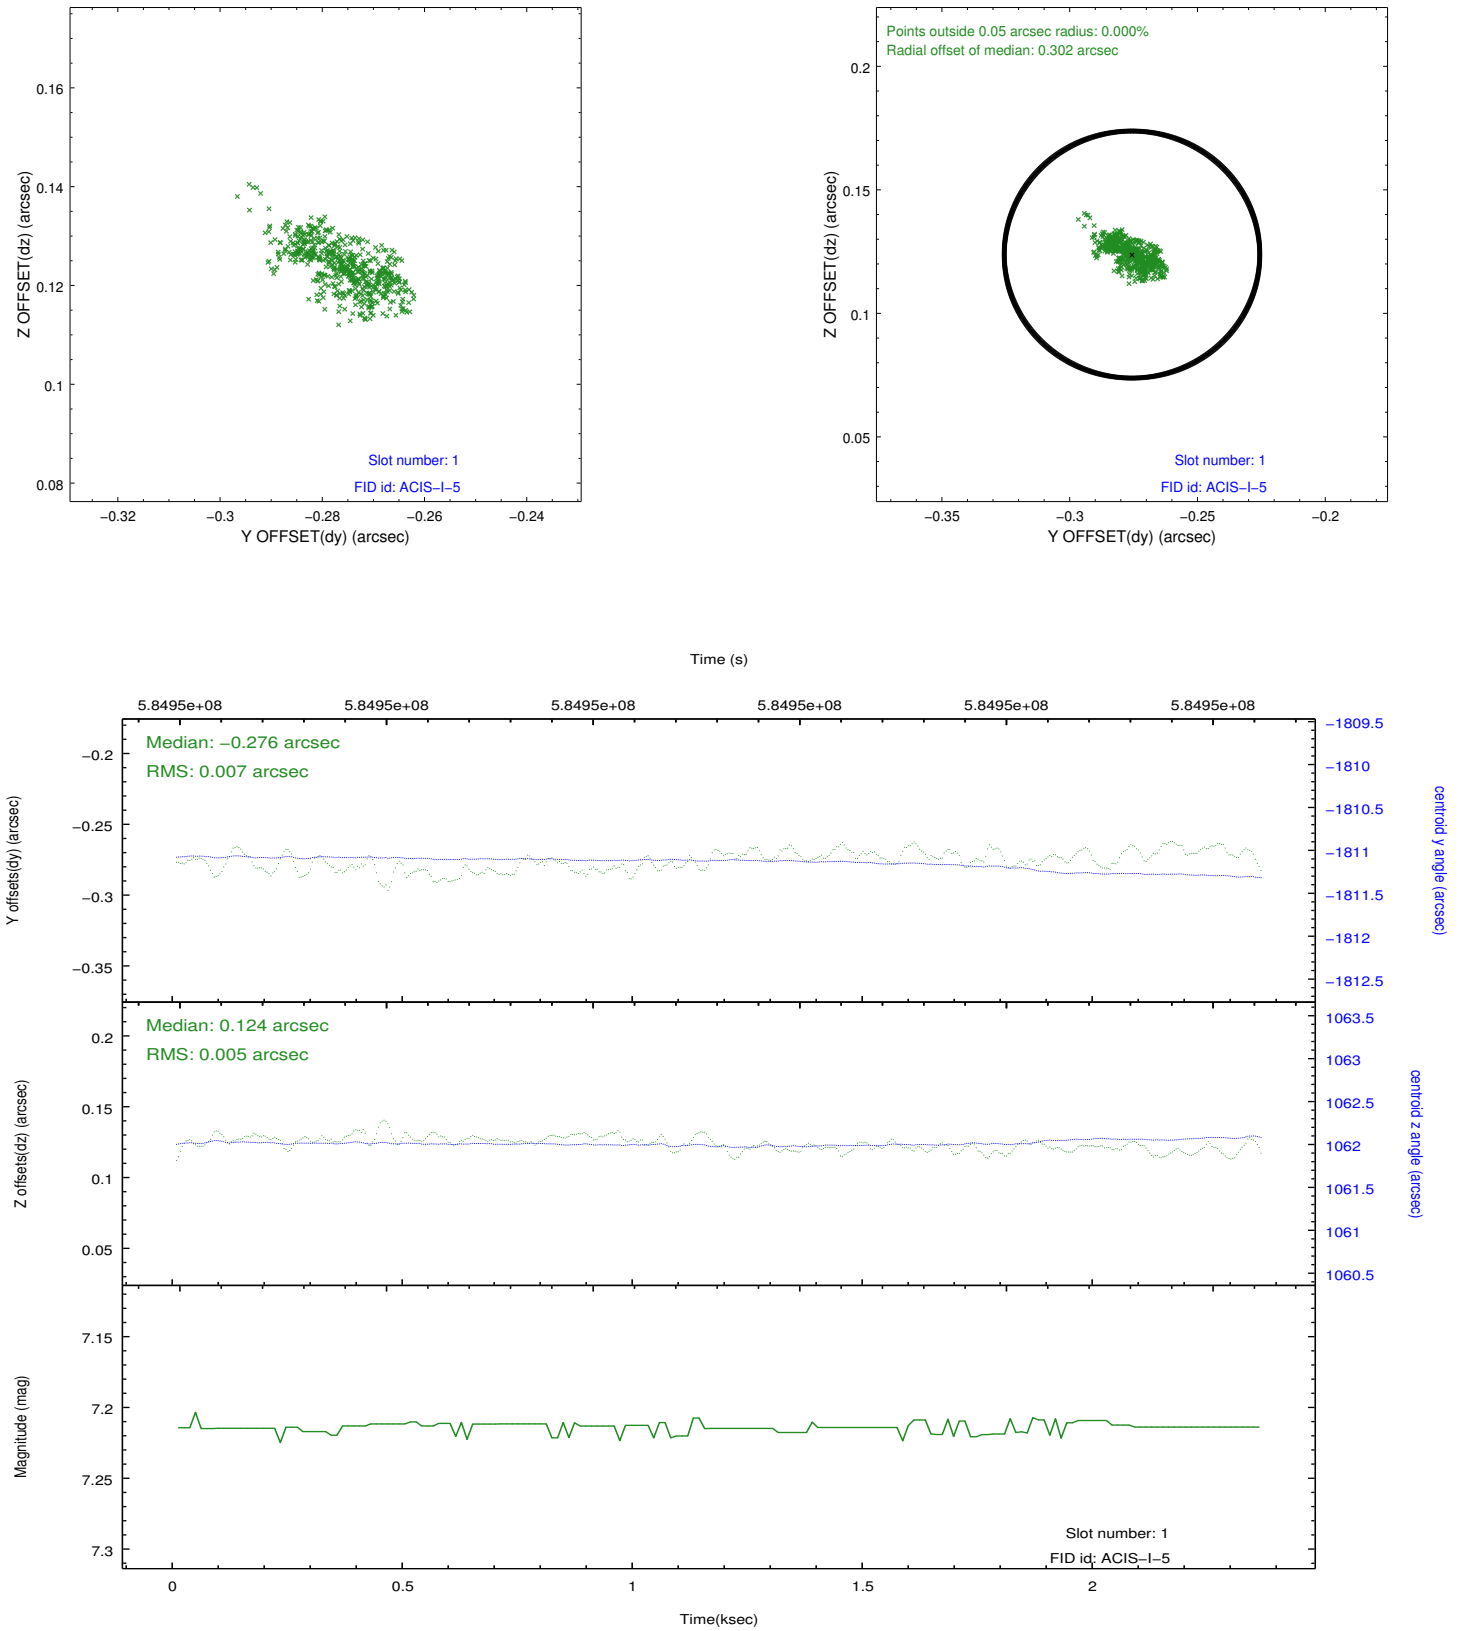 0.16
0.14
0.12
0.1
0.08
Z OFFSET(dz) (arcsec)
Slot number: 1
FID id: ACIS−I−5
−0.32 −0.3 −0.28 −0.26 −0.24
Y OFFSET(dy) (arcsec)
Points outside 0.05 arcsec radius: 0.000%
Radial offset of median: 0.302 arcsec
0.2
0.15
0.1
0.05
Z OFFSET(dz) (arcsec)
Slot number: 1
FID id: ACIS−I−5
−0.35 −0.3 −0.25 −0.2
Y OFFSET(dy) (arcsec)
Time (s)
5.8495e+08 5.8495e+08 5.8495e+08 5.8495e+08 5.8495e+08 5.8495e+08
Median: −0.276 arcsec
RMS: 0.007 arcsec
−0.2
−0.25
−0.3
−0.35
Y offsets(dy) (arcsec)
−1809.5
−1810
−1810.5
−1811
−1811.5
−1812
−1812.5
centroid y angle (arcsec)
Median: 0.124 arcsec
RMS: 0.005 arcsec
0.2
0.15
0.1
0.05
Z offsets(dz) (arcsec)
1063.5
1063
1062.5
1062
1061.5
1061
1060.5
centroid z angle (arcsec)
7.15
7.2
7.25
7.3
Magnitude (mag)
Slot number: 1
FID id: ACIS−I−5
0 0.5 1 1.5 2
Time(ksec)